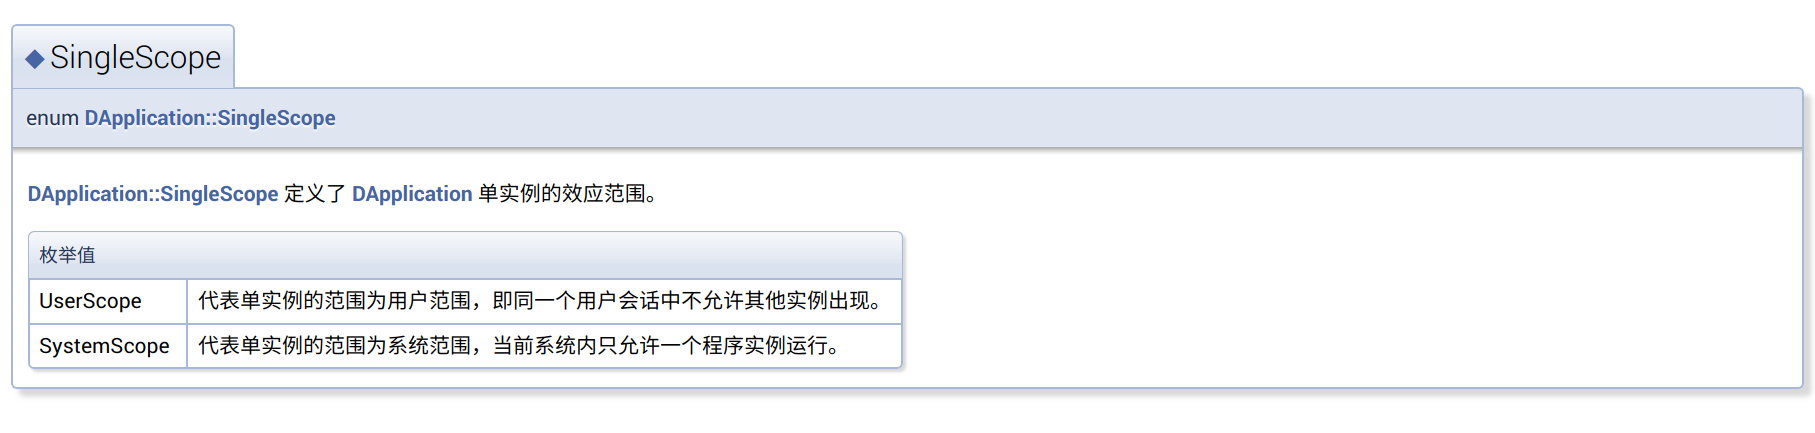 ◆ SingleScope
enum DApplication::SingleScope
DApplication::SingleScope 定义了 DApplication 单实例的效应范围。
枚举值
UserScope 代表单实例的范围为用户范围，即同一个用户会话中不允许其他实例出现。
SystemScope 代表单实例的范围为系统范围，当前系统内只允许一个程序实例运行。